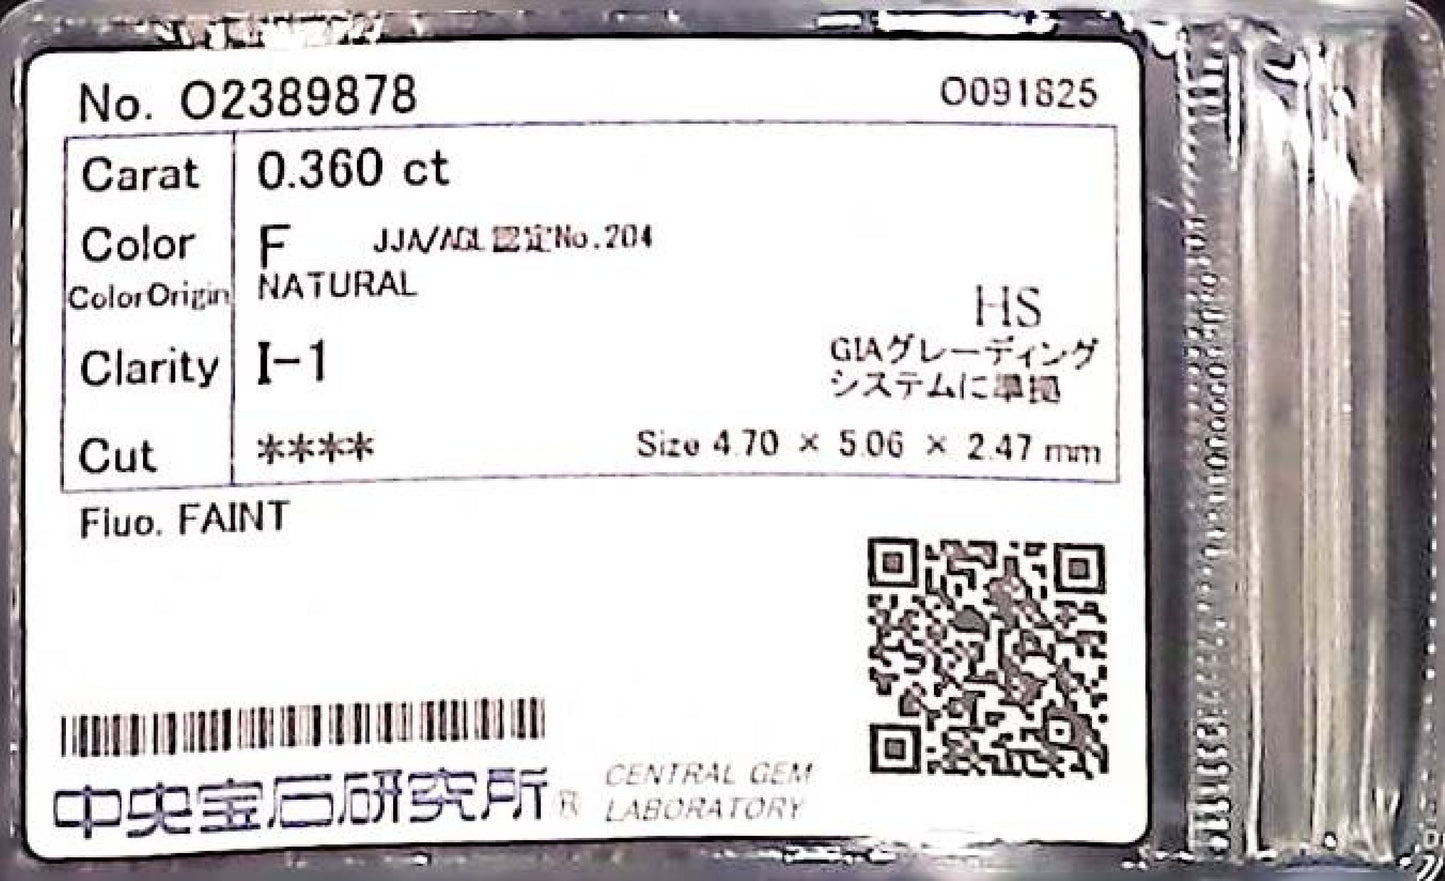 No. O2389878
O091825
Carat 0.360 ct
Color F JJA/AGL認定No.204
ColorOrigin NATURAL
HS
Clarity I-1
GIAグレーディング
システムに準拠
Cut ****
Size 4.70 × 5.06 × 2.47 mm
Fluo. FAINT
中央宝石研究所® CENTRAL GEM
LABORATORY